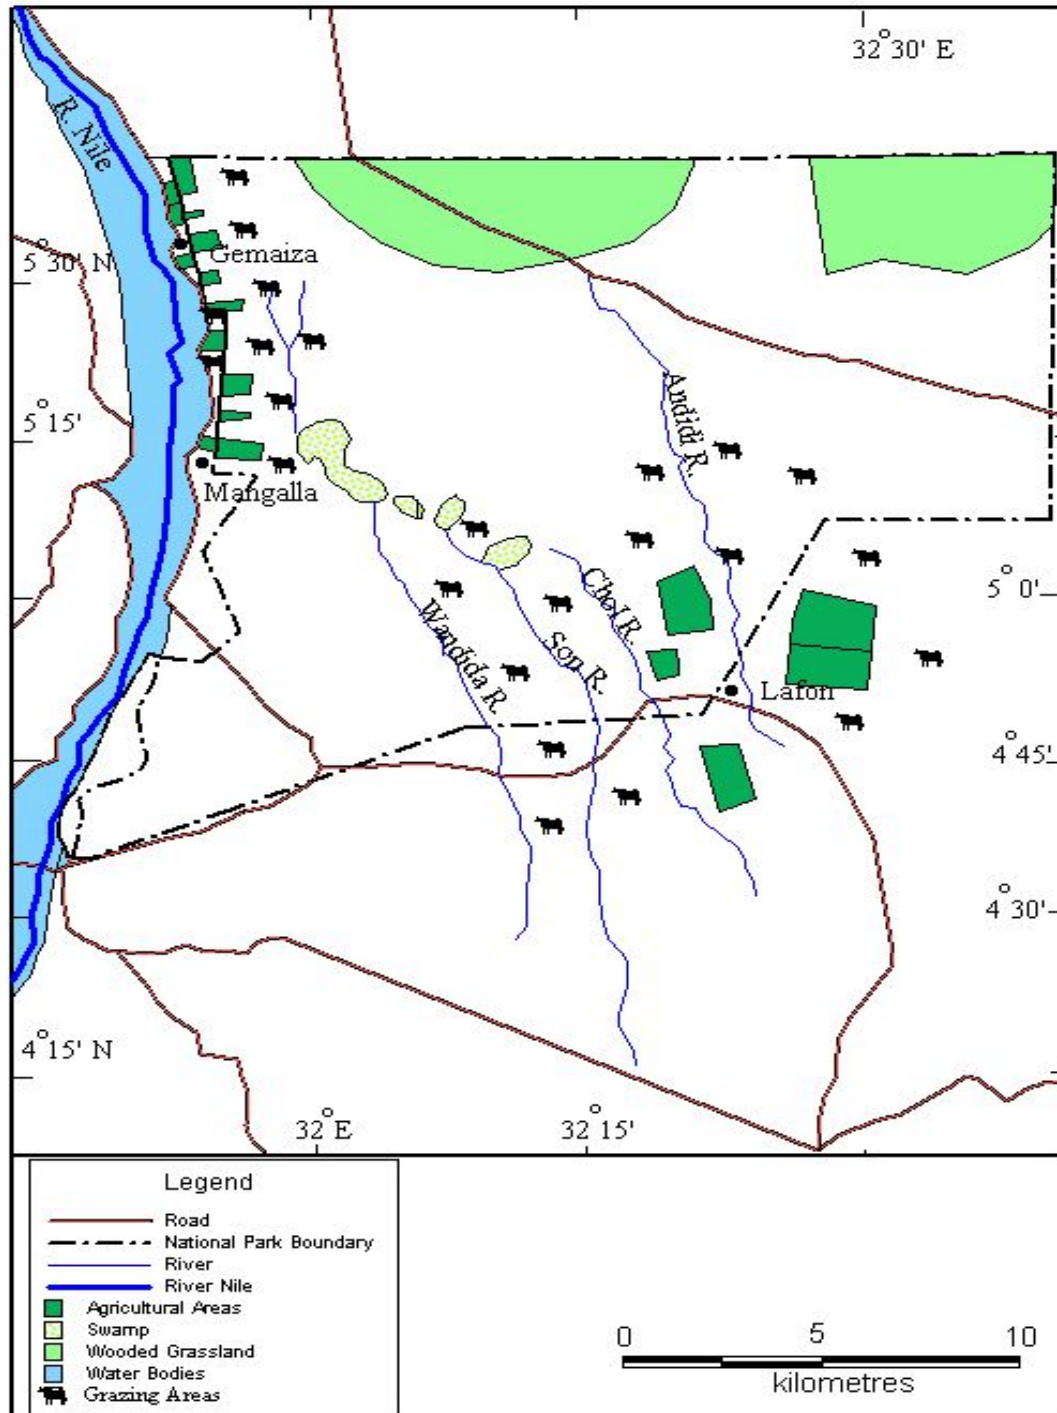 32°30' E
R. Nile
Gemaiza
5°30' N
Andidi R.
5°15'
Mangalla
5°0'
Chol R.
Wandida R.
Son R.
Lafon
4°45'
4°30'
4°15' N
32°E
32°15'
Legend
Road
National Park Boundary
River
River Nile
Agricultural Areas
Swamp
Wooded Grassland
Water Bodies
Grazing Areas
0 5 10
kilometres